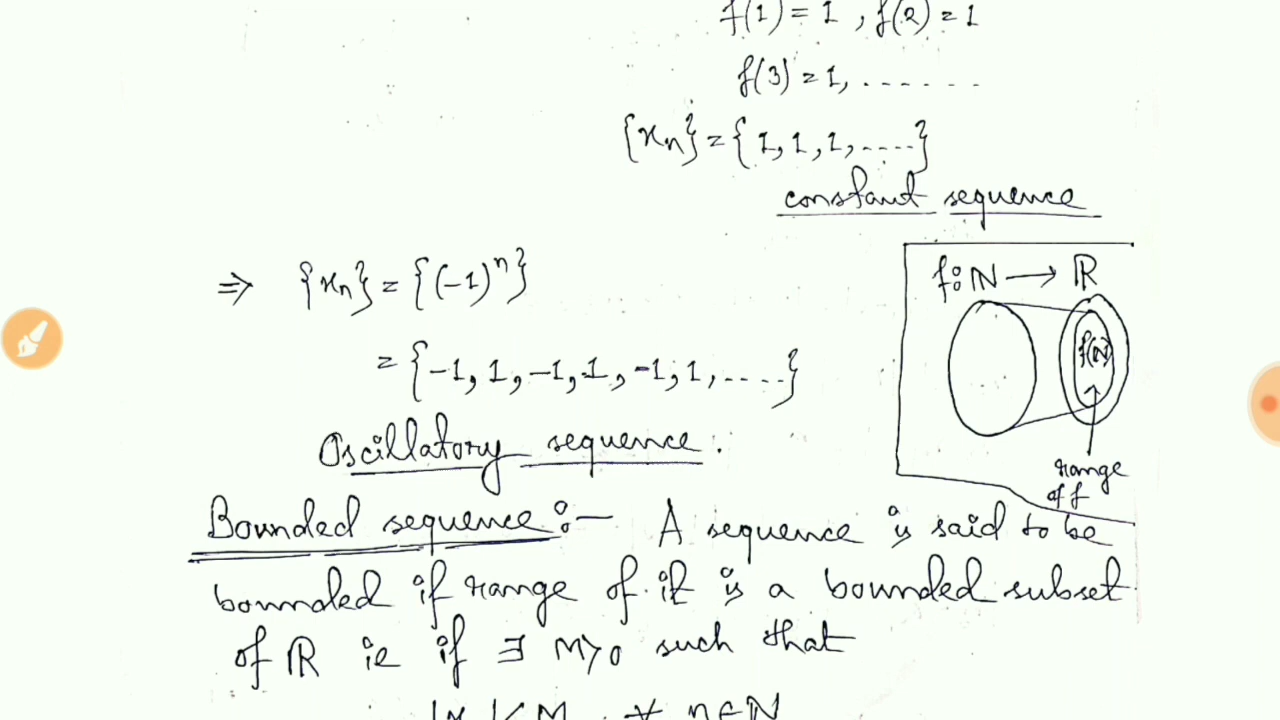 f(1) = 1 , f(2) = 1
f(3) = 1, .......
{xn} = {1, 1, 1, ....}
constant sequence
⇒ {xn} = {(-1)^n}
= {-1, 1, -1, 1, -1, 1, ....}
Oscillatory sequence.
f: ℕ → ℝ
f(ℕ)
range
of f
Bounded sequence :- A sequence is said to be
bounded if range of it is a bounded subset
of ℝ ie if ∃ M>0 such that
|xn| < M, ∀ n∈ℕ